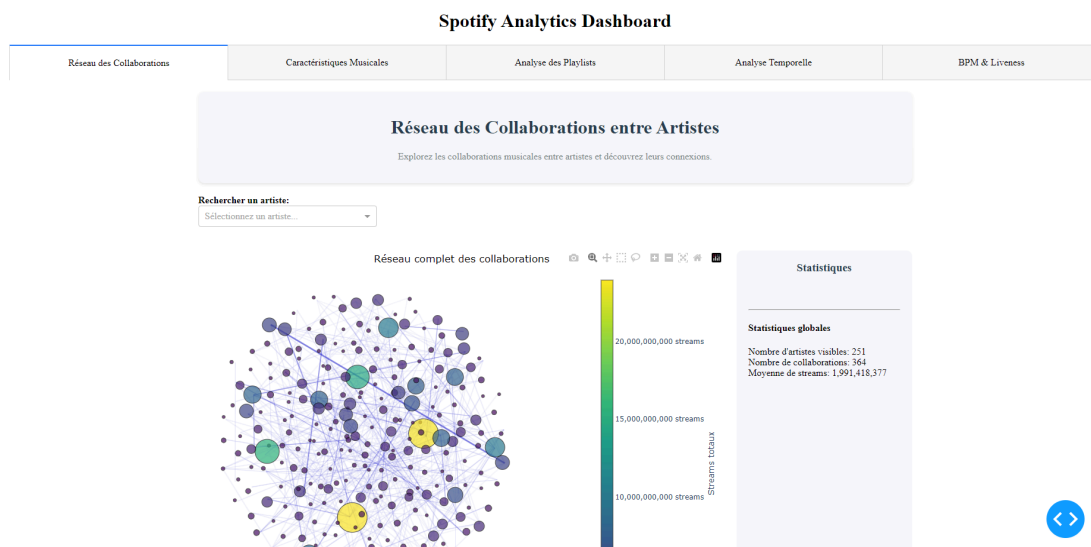 Spotify Analytics Dashboard
Réseau des Collaborations
Caractéristiques Musicales
Analyse des Playlists
Analyse Temporelle
BPM & Liveness
Réseau des Collaborations entre Artistes
Explorez les collaborations musicales entre artistes et découvrez leurs connexions.
Rechercher un artiste:
Sélectionnez un artiste...
Réseau complet des collaborations
20,000,000,000 streams
15,000,000,000 streams
10,000,000,000 streams
Streams totaux
Statistiques
Statistiques globales
Nombre d'artistes visibles: 251
Nombre de collaborations: 364
Moyenne de streams: 1,991,418,377